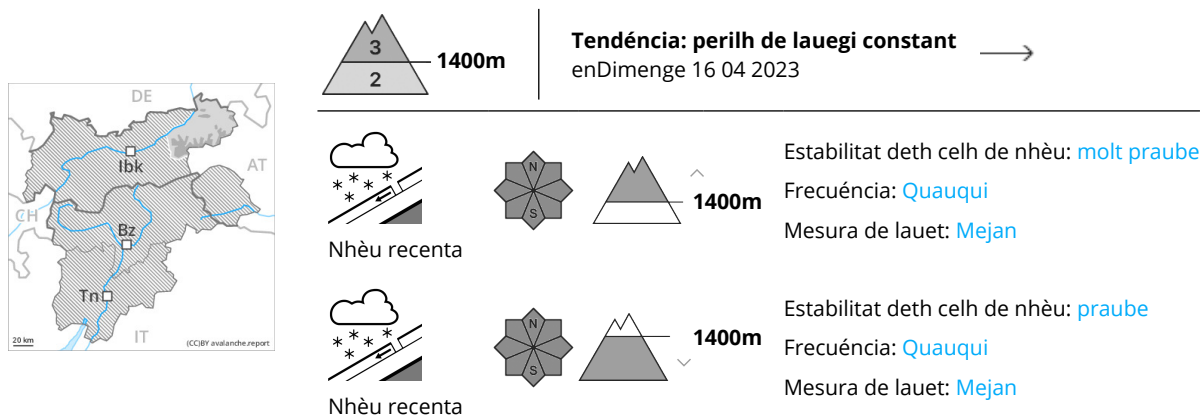 DE
AT
CH
IT
Ibk
Bz
Tn
20 km
(CC)BY avalanche.report
3
2
1400m
Tendéncia: perilh de lauegi constant
enDimenge 16 04 2023
N
S
1400m
Nhèu recenta
Estabilitat deth celh de nhèu: molt praube
Frecuéncia: Quauqui
Mesura de lauet: Mejan
N
S
1400m
Nhèu recenta
Estabilitat deth celh de nhèu: praube
Frecuéncia: Quauqui
Mesura de lauet: Mejan